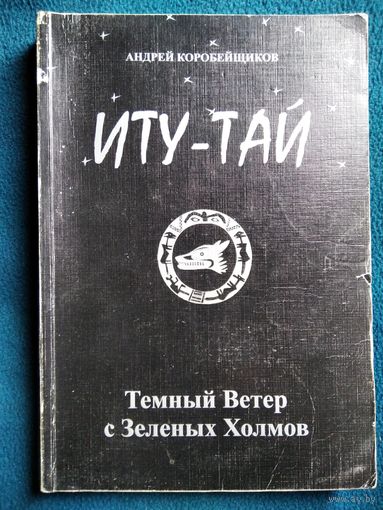 АНДРЕЙ КОРОБЕЙЩИКОВ
ИТУ-ТАЙ
Темный Ветер
с Зеленых Холмов